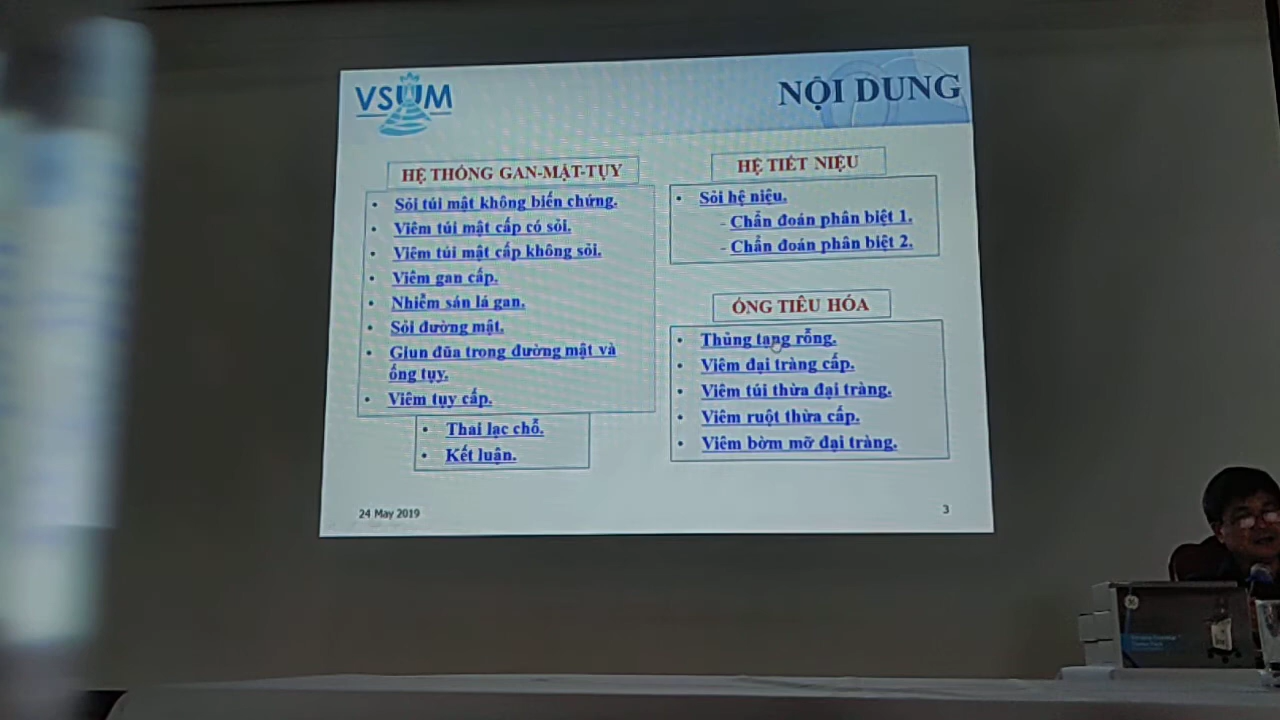 VSUM
NỘI DUNG
HỆ THỐNG GAN-MẬT-TỤY
• Sỏi túi mật không biến chứng.
• Viêm túi mật cấp có sỏi.
• Viêm túi mật cấp không sỏi.
• Viêm gan cấp.
• Nhiễm sán lá gan.
• Sỏi đường mật.
• Giun đũa trong đường mật và
ống tụy.
• Viêm tụy cấp.
• Thai lạc chỗ.
• Kết luận.
HỆ TIẾT NIỆU
• Sỏi hệ niệu.
- Chẩn đoán phân biệt 1.
- Chẩn đoán phân biệt 2.
ỐNG TIÊU HÓA
• Thủng tạng rỗng.
• Viêm đại tràng cấp.
• Viêm túi thừa đại tràng.
• Viêm ruột thừa cấp.
• Viêm bờm mỡ đại tràng.
24 May 2019
3